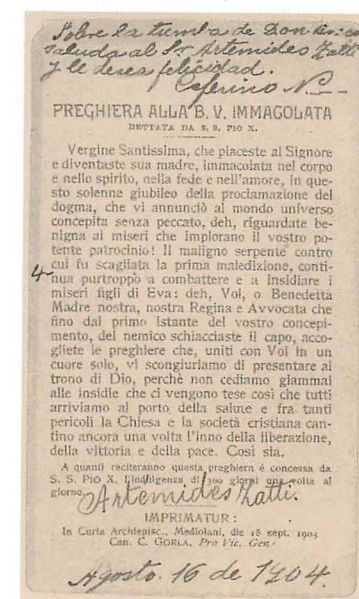 Sobre la tumba de Don Bosco
saluda al Sr Artemides Zatti
y le desea felicidad.
Ceferino N
PREGHIERA ALLA B. V. IMMACOLATA
DETTATA DA S. S. PIO X.
Vergine Santissima, che piaceste al Signore
e diventaste sua madre, immacolata nel corpo
e nello spirito, nella fede e nell'amore, in que-
sto solenne giubileo della proclamazione del
dogma, che vi annunciò al mondo universo
concepita senza peccato, deh, riguardate be-
nigna ai miseri che implorano il vostro po-
tente patrocinio! Il maligno serpente contro
cui fu scagliata la prima maledizione, conti-
nua purtroppò a combattere e a insidiare i
miseri figli di Eva: deh, Voi, o Benedetta
Madre nostra, nostra Regina e Avvocata che
fino dal primo istante del vostro concepi-
mento, del nemico schiacciaste il capo, acco-
gliete le preghiere che, uniti con Voi in un
cuore solo, vi scongiuriamo di presentare al
trono di Dio, perchè non cediamo giammai
alle insidie che ci vengono tese così che tutti
arriviamo al porto della salute e fra tanti
pericoli la Chiesa e la società cristiana can-
tino ancora una volta l'inno della liberazione,
della vittoria e della pace. Così sia.
A quanti reciteranno questa preghiera è concessa da
S. S. PIO X. l'indulgenza di 300 giorni una volta al
giorno.
Artemides Zatti.
IMPRIMATUR:
In Curia Archiepisc., Mediolani, die 18 sept. 1903
Can. C. GORLA, Pro Vic. Gen.
Agosto 16 de 1904.